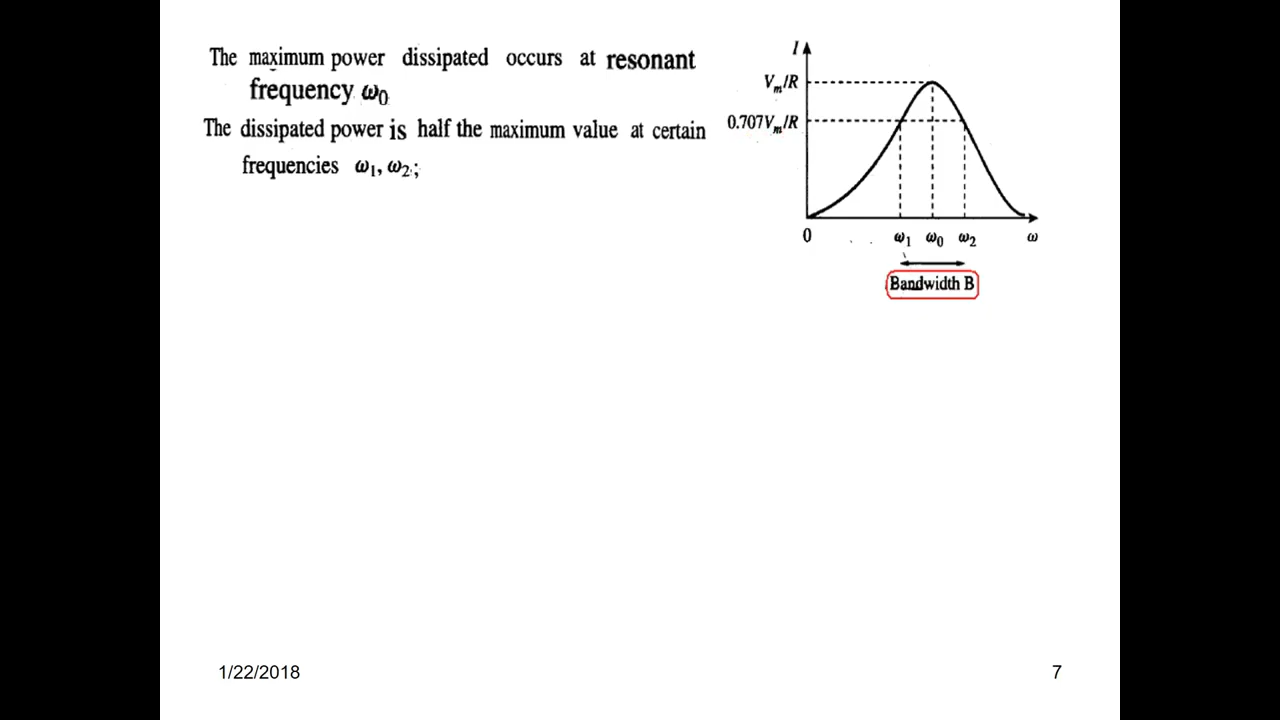 The maximum power dissipated occurs at resonant
frequency ω₀
The dissipated power is half the maximum value at certain
frequencies ω₁, ω₂;
I
Vₘ/R
0.707Vₘ/R
0 ω₁ ω₀ ω₂ ω
Bandwidth B
1/22/2018 7